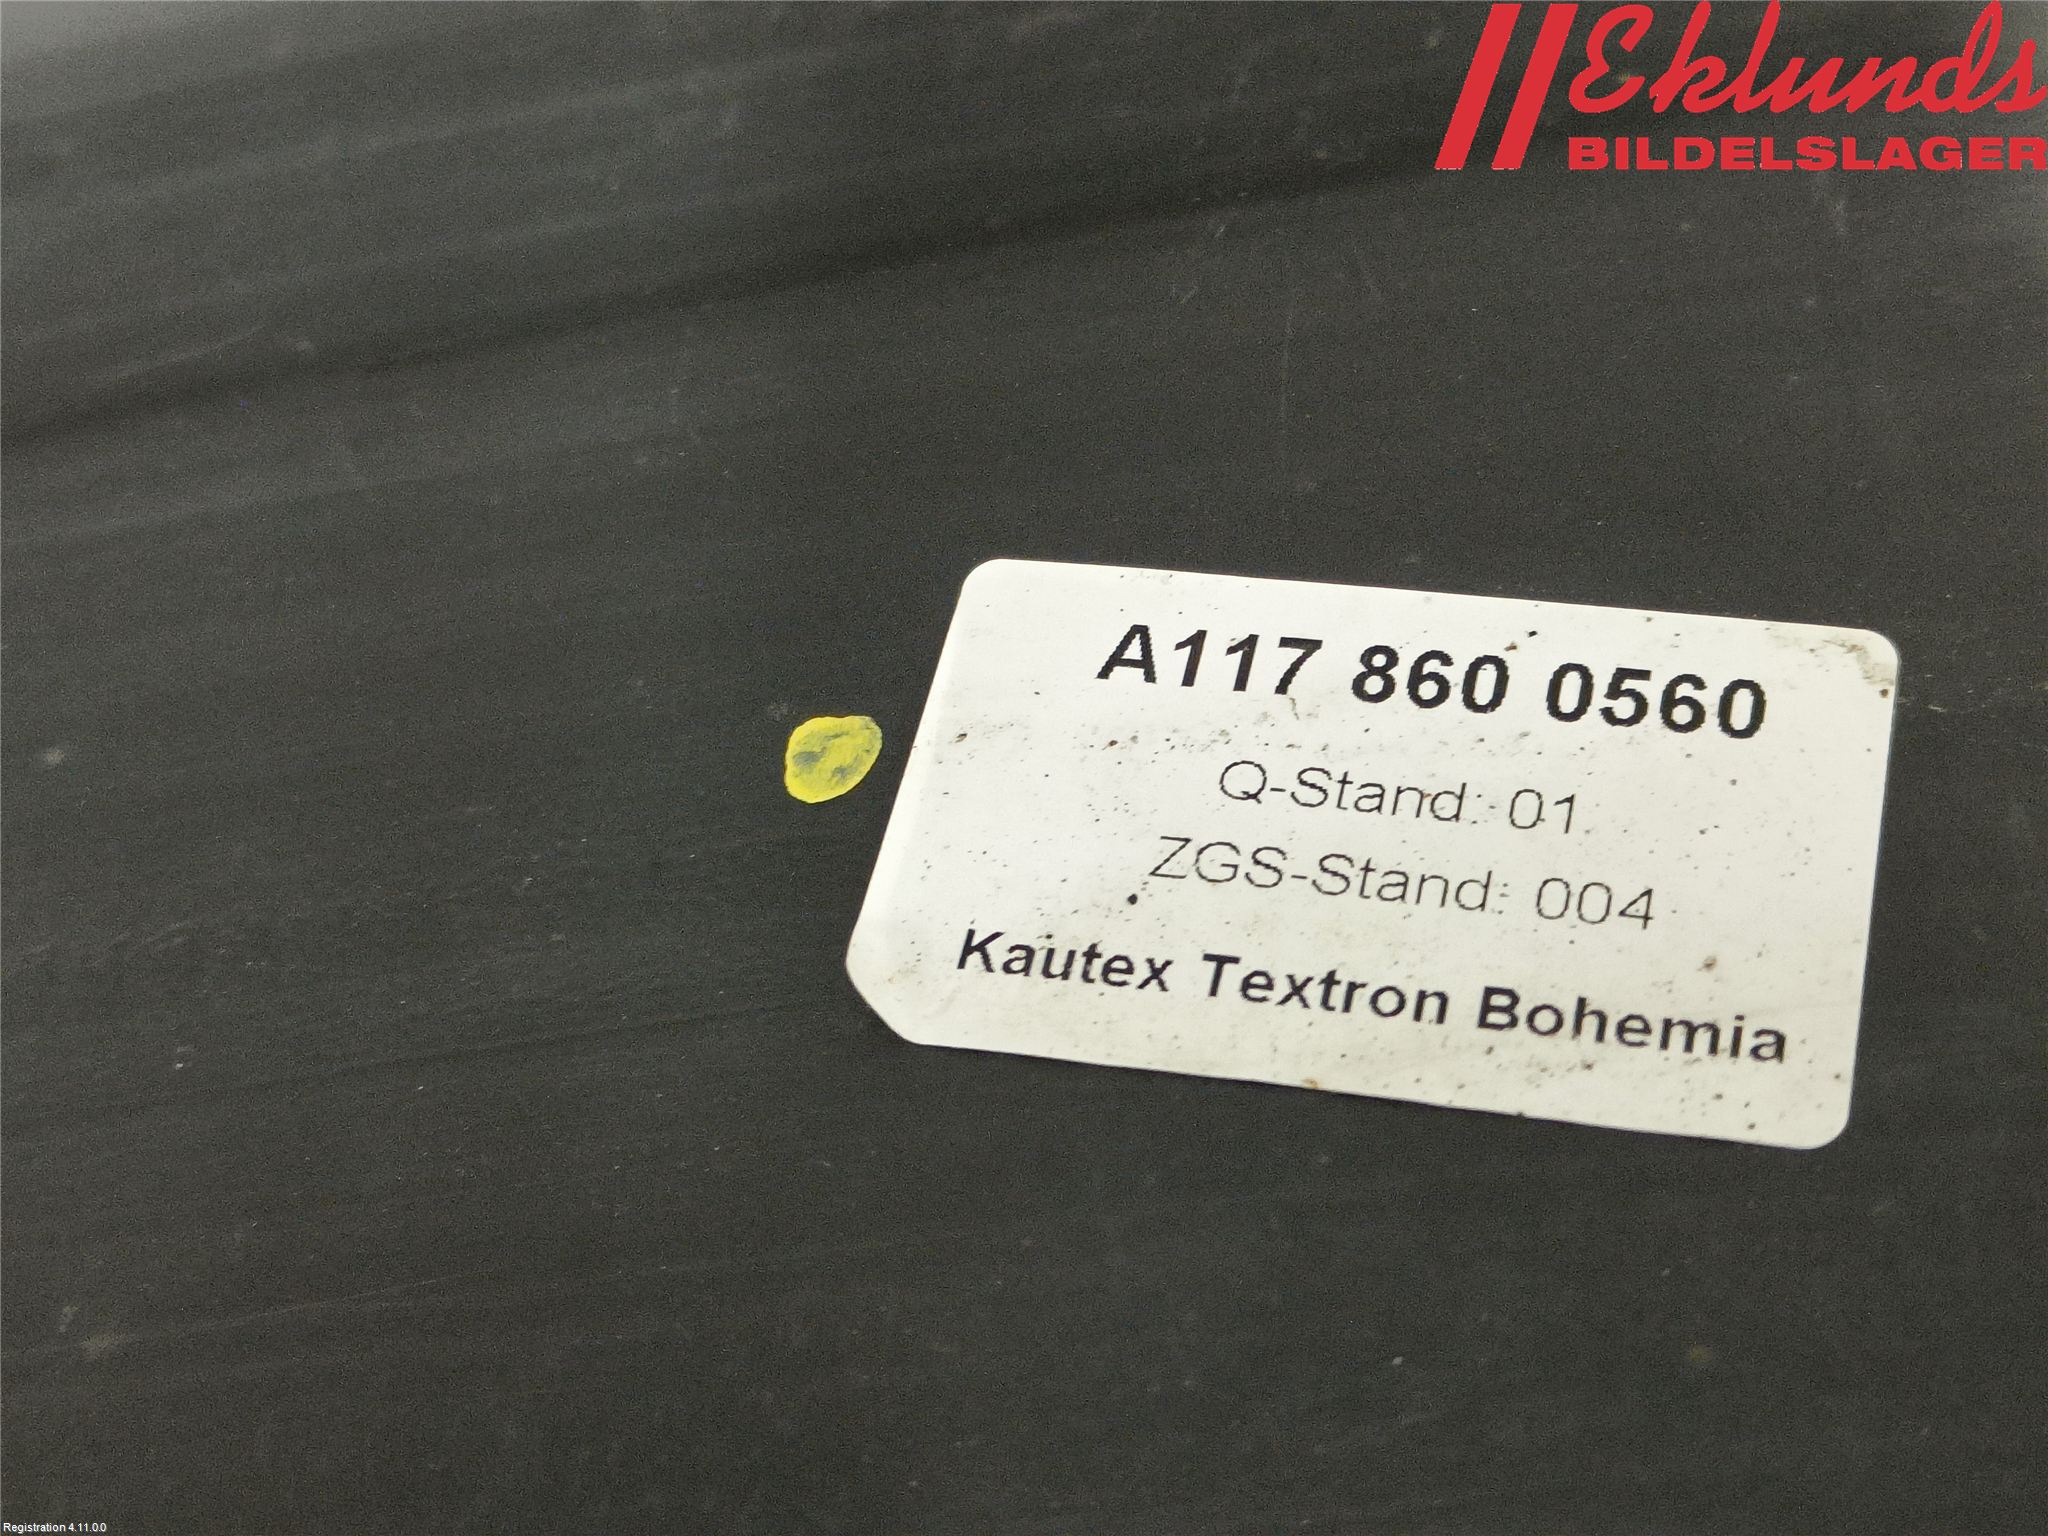 Eklunds
BILDELSLAGER
A117 860 0560
Q-Stand: 01
ZGS-Stand: 004
Kautex Textron Bohemia
Registration 4.11.0.0